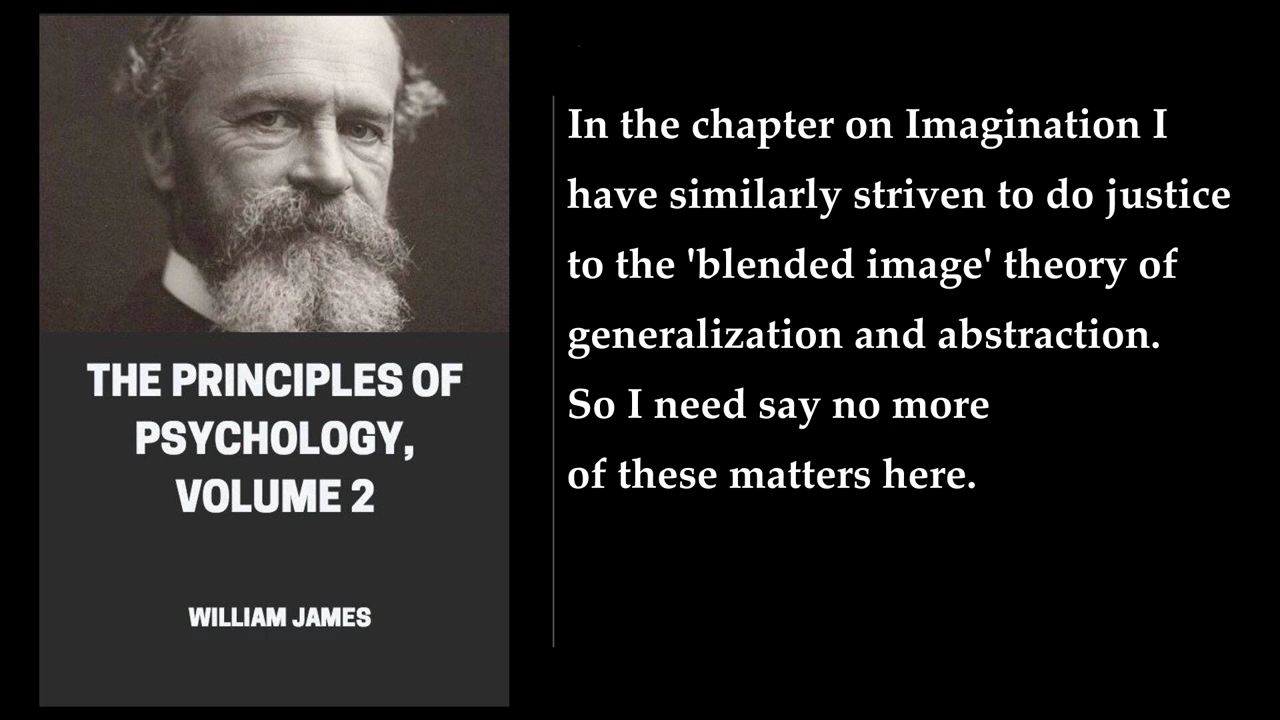 THE PRINCIPLES OF
PSYCHOLOGY,
VOLUME 2
WILLIAM JAMES
In the chapter on Imagination I
have similarly striven to do justice
to the 'blended image' theory of
generalization and abstraction.
So I need say no more
of these matters here.